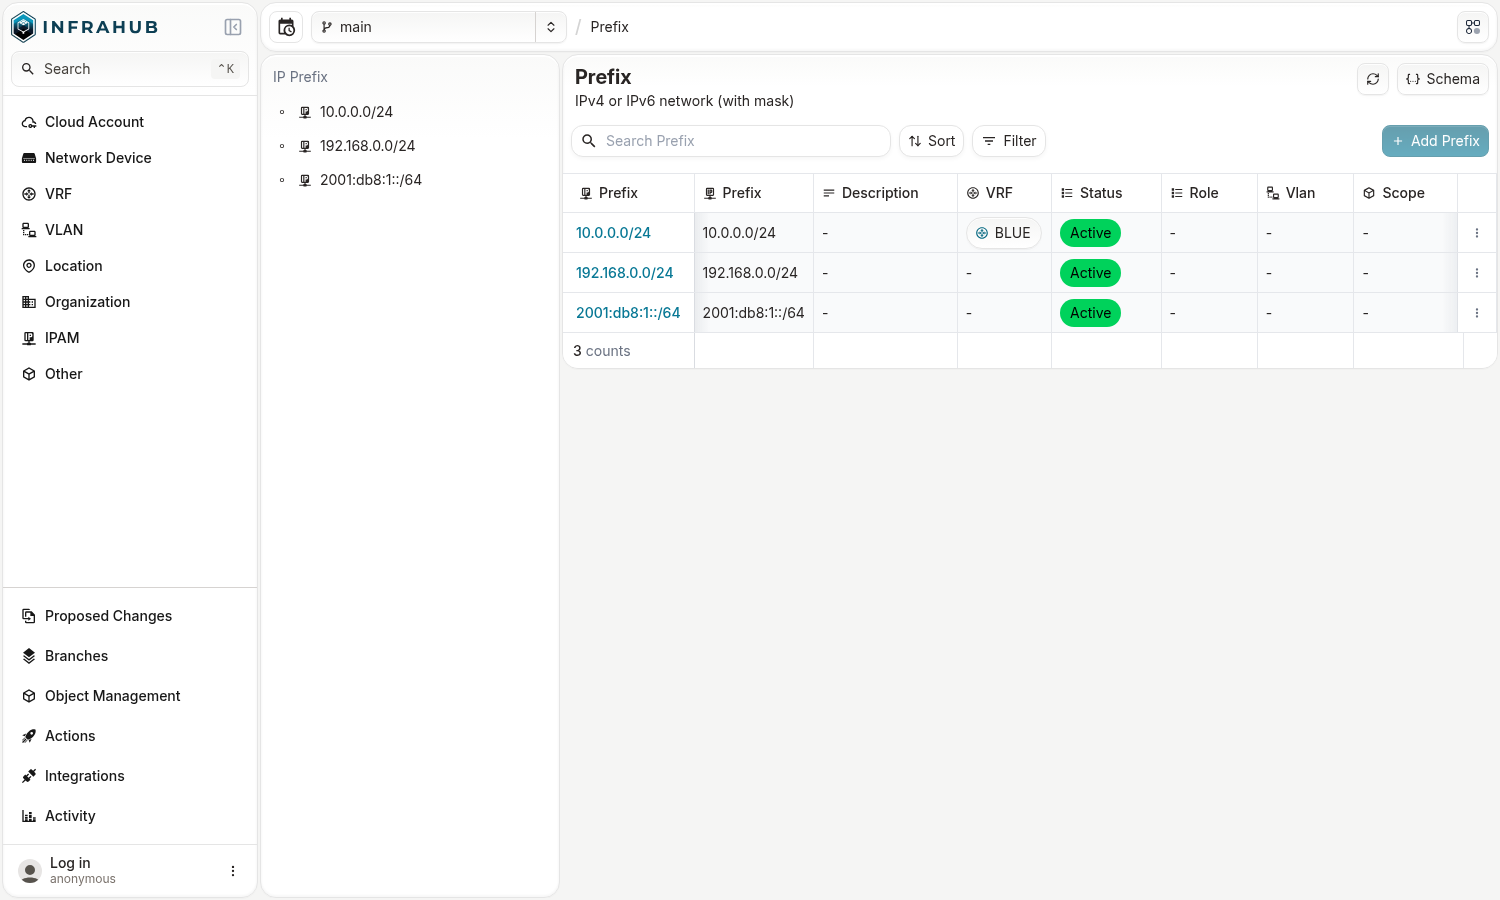 INFRAHUB
Search ^K
Cloud Account
Network Device
VRF
VLAN
Location
Organization
IPAM
Other
Proposed Changes
Branches
Object Management
Actions
Integrations
Activity
Log in
anonymous
main / Prefix
IP Prefix
10.0.0.0/24
192.168.0.0/24
2001:db8:1::/64
Prefix
IPv4 or IPv6 network (with mask)
{..} Schema
Search Prefix Sort Filter + Add Prefix
Prefix Prefix Description VRF Status Role Vlan Scope
10.0.0.0/24 10.0.0.0/24 - BLUE Active - - -
192.168.0.0/24 192.168.0.0/24 - - Active - - -
2001:db8:1::/64 2001:db8:1::/64 - - Active - - -
3 counts